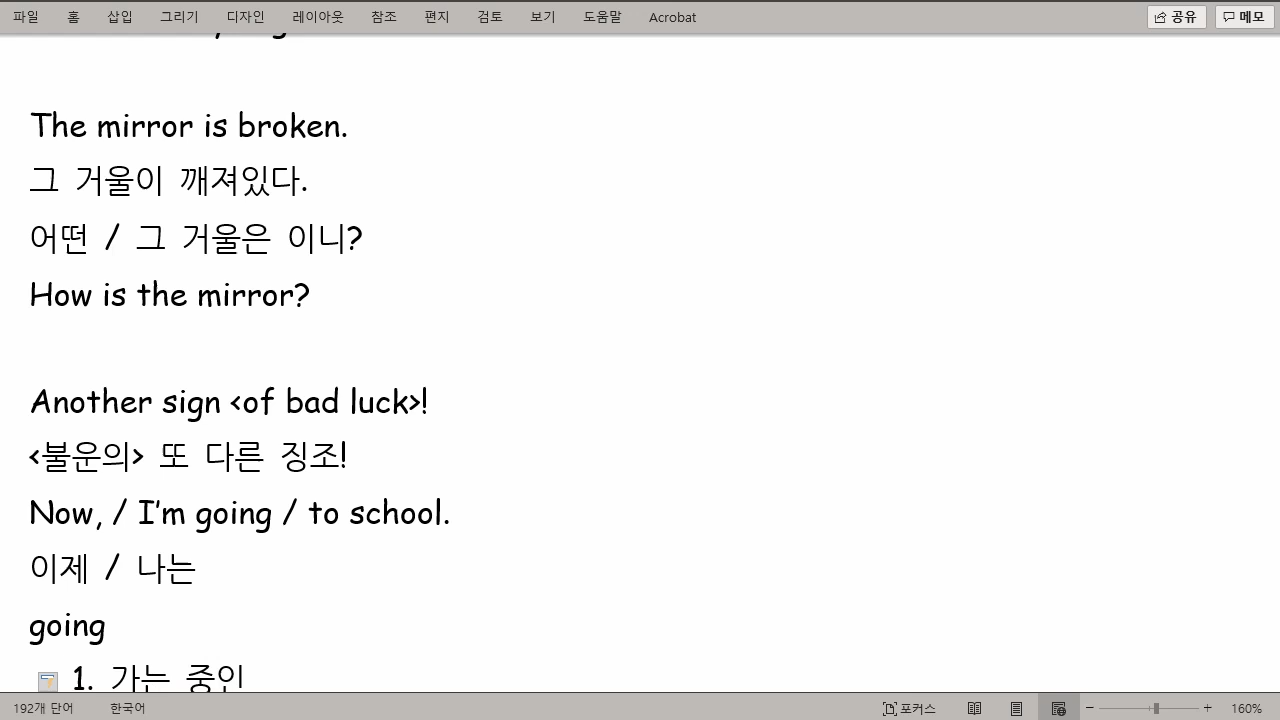 파일 홈 삽입 그리기 디자인 레이아웃 참조 편지 검토 보기 도움말 Acrobat 공유 메모
The mirror is broken.
그 거울이 깨져있다.
어떤 / 그 거울은 이니?
How is the mirror?
Another sign <of bad luck>!
<불운의> 또 다른 징조!
Now, / I'm going / to school.
이제 / 나는
going
1. 가는 중인
192개 단어 한국어 포커스 160%